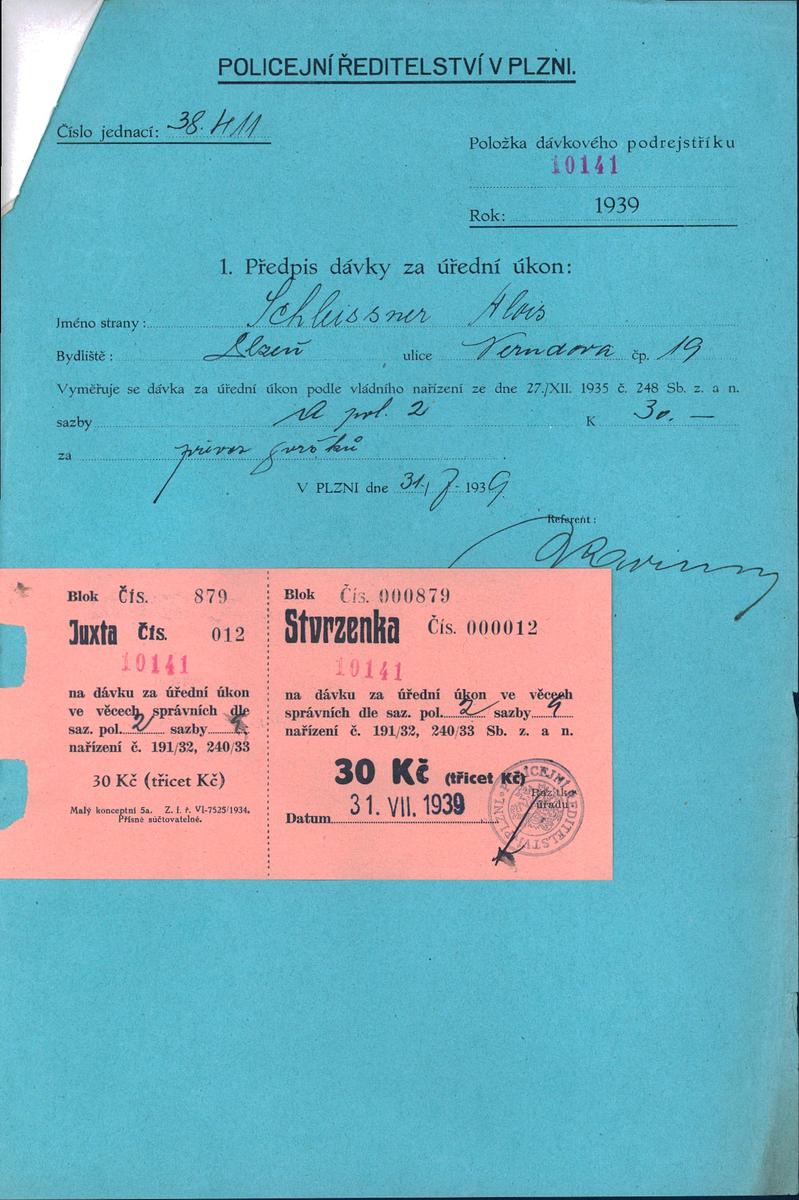 POLICEJNÍ ŘEDITELSTVÍ V PLZNI.
Číslo jednací: 38.411
Položka dávkového podrejstříku
10141
Rok: 1939
1. Předpis dávky za úřední úkon:
Jméno strany: Schleissner Alois
Bydliště: Plzeň ulice čp. 19
Vyměřuje se dávka za úřední úkon podle vládního nařízení ze dne 27./XII. 1935 č. 248 Sb. z. a n.
sazby A pol. 2 K 30.—
za
V PLZNI dne 31./7. 1939
Referent:
Blok Čís. 879
Juxta Čís. 012
10141
na dávku za úřední úkon
ve věcech správních dle
saz. pol. 2 sazby
nařízení č. 191/32, 240/33
30 Kč (třicet Kč)
Malý konceptní 5a. Z. f. ř. VI-7525/1934.
Přísně súčtovatelné.
Blok Čís. 000879
Stvrzenka Čís. 000012
10141
na dávku za úřední úkon ve věcech
správních dle saz. pol. 2 sazby
nařízení č. 191/32, 240/33 Sb. z. a n.
30 Kč (třicet Kč)
Datum 31. VII. 1939
Razítko
úřadu
POLICEJNÍ ŘEDITELSTVÍ V PLZNI